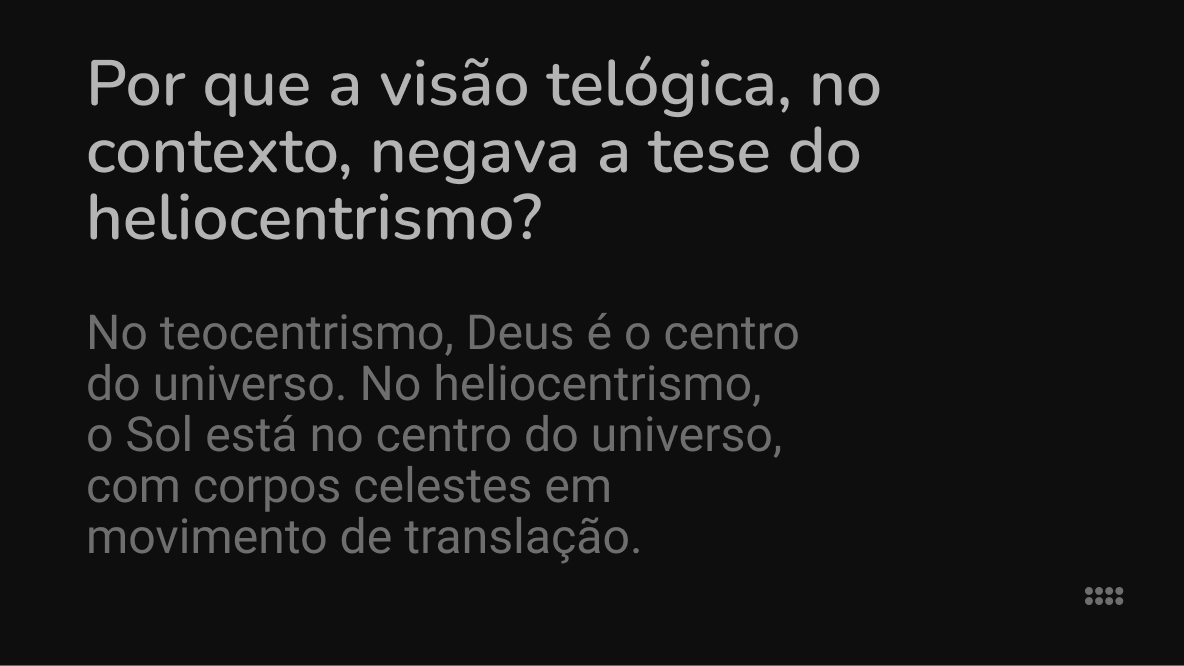 Por que a visão telógica, no
contexto, negava a tese do
heliocentrismo?
No teocentrismo, Deus é o centro
do universo. No heliocentrismo,
o Sol está no centro do universo,
com corpos celestes em
movimento de translação.